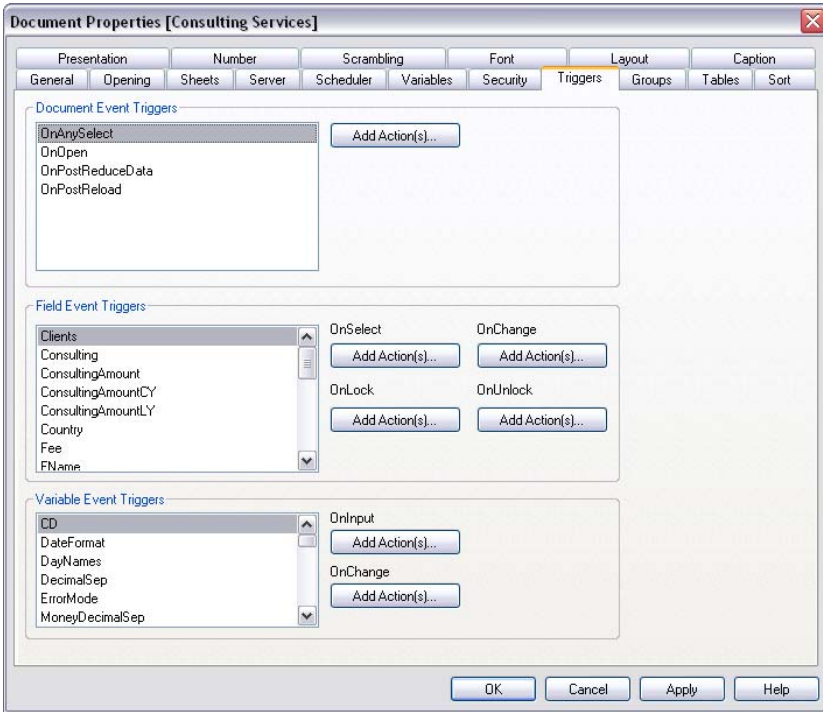 Document Properties [Consulting Services]
Presentation Number Scrambling Font Layout Caption
General Opening Sheets Server Scheduler Variables Security Triggers Groups Tables Sort
Document Event Triggers
OnAnySelect Add Action(s)...
OnOpen
OnPostReduceData
OnPostReload
Field Event Triggers
Clients OnSelect OnChange
Consulting Add Action(s)... Add Action(s)...
ConsultingAmount
ConsultingAmountCY OnLock OnUnlock
ConsultingAmountLY Add Action(s)... Add Action(s)...
Country
Fee
FName
Variable Event Triggers
CD OnInput
DateFormat Add Action(s)...
DayNames
DecimalSep OnChange
ErrorMode Add Action(s)...
MoneyDecimalSep
OK Cancel Apply Help